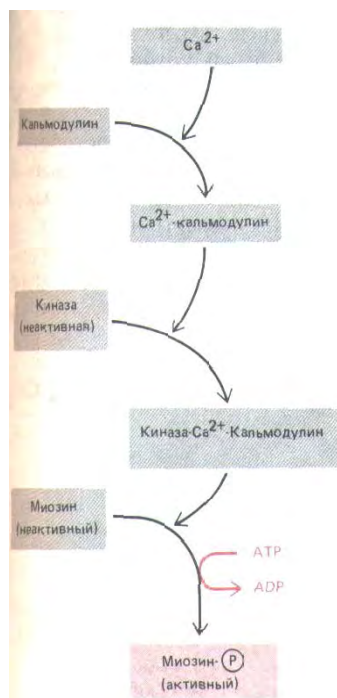 Ca²⁺
Кальмодулин
Ca²⁺·кальмодулин
Киназа
(неактивная)
Киназа·Ca²⁺·Кальмодулин
Миозин
(неактивный)
ATP
ADP
Миозин-Ⓟ
(активный)